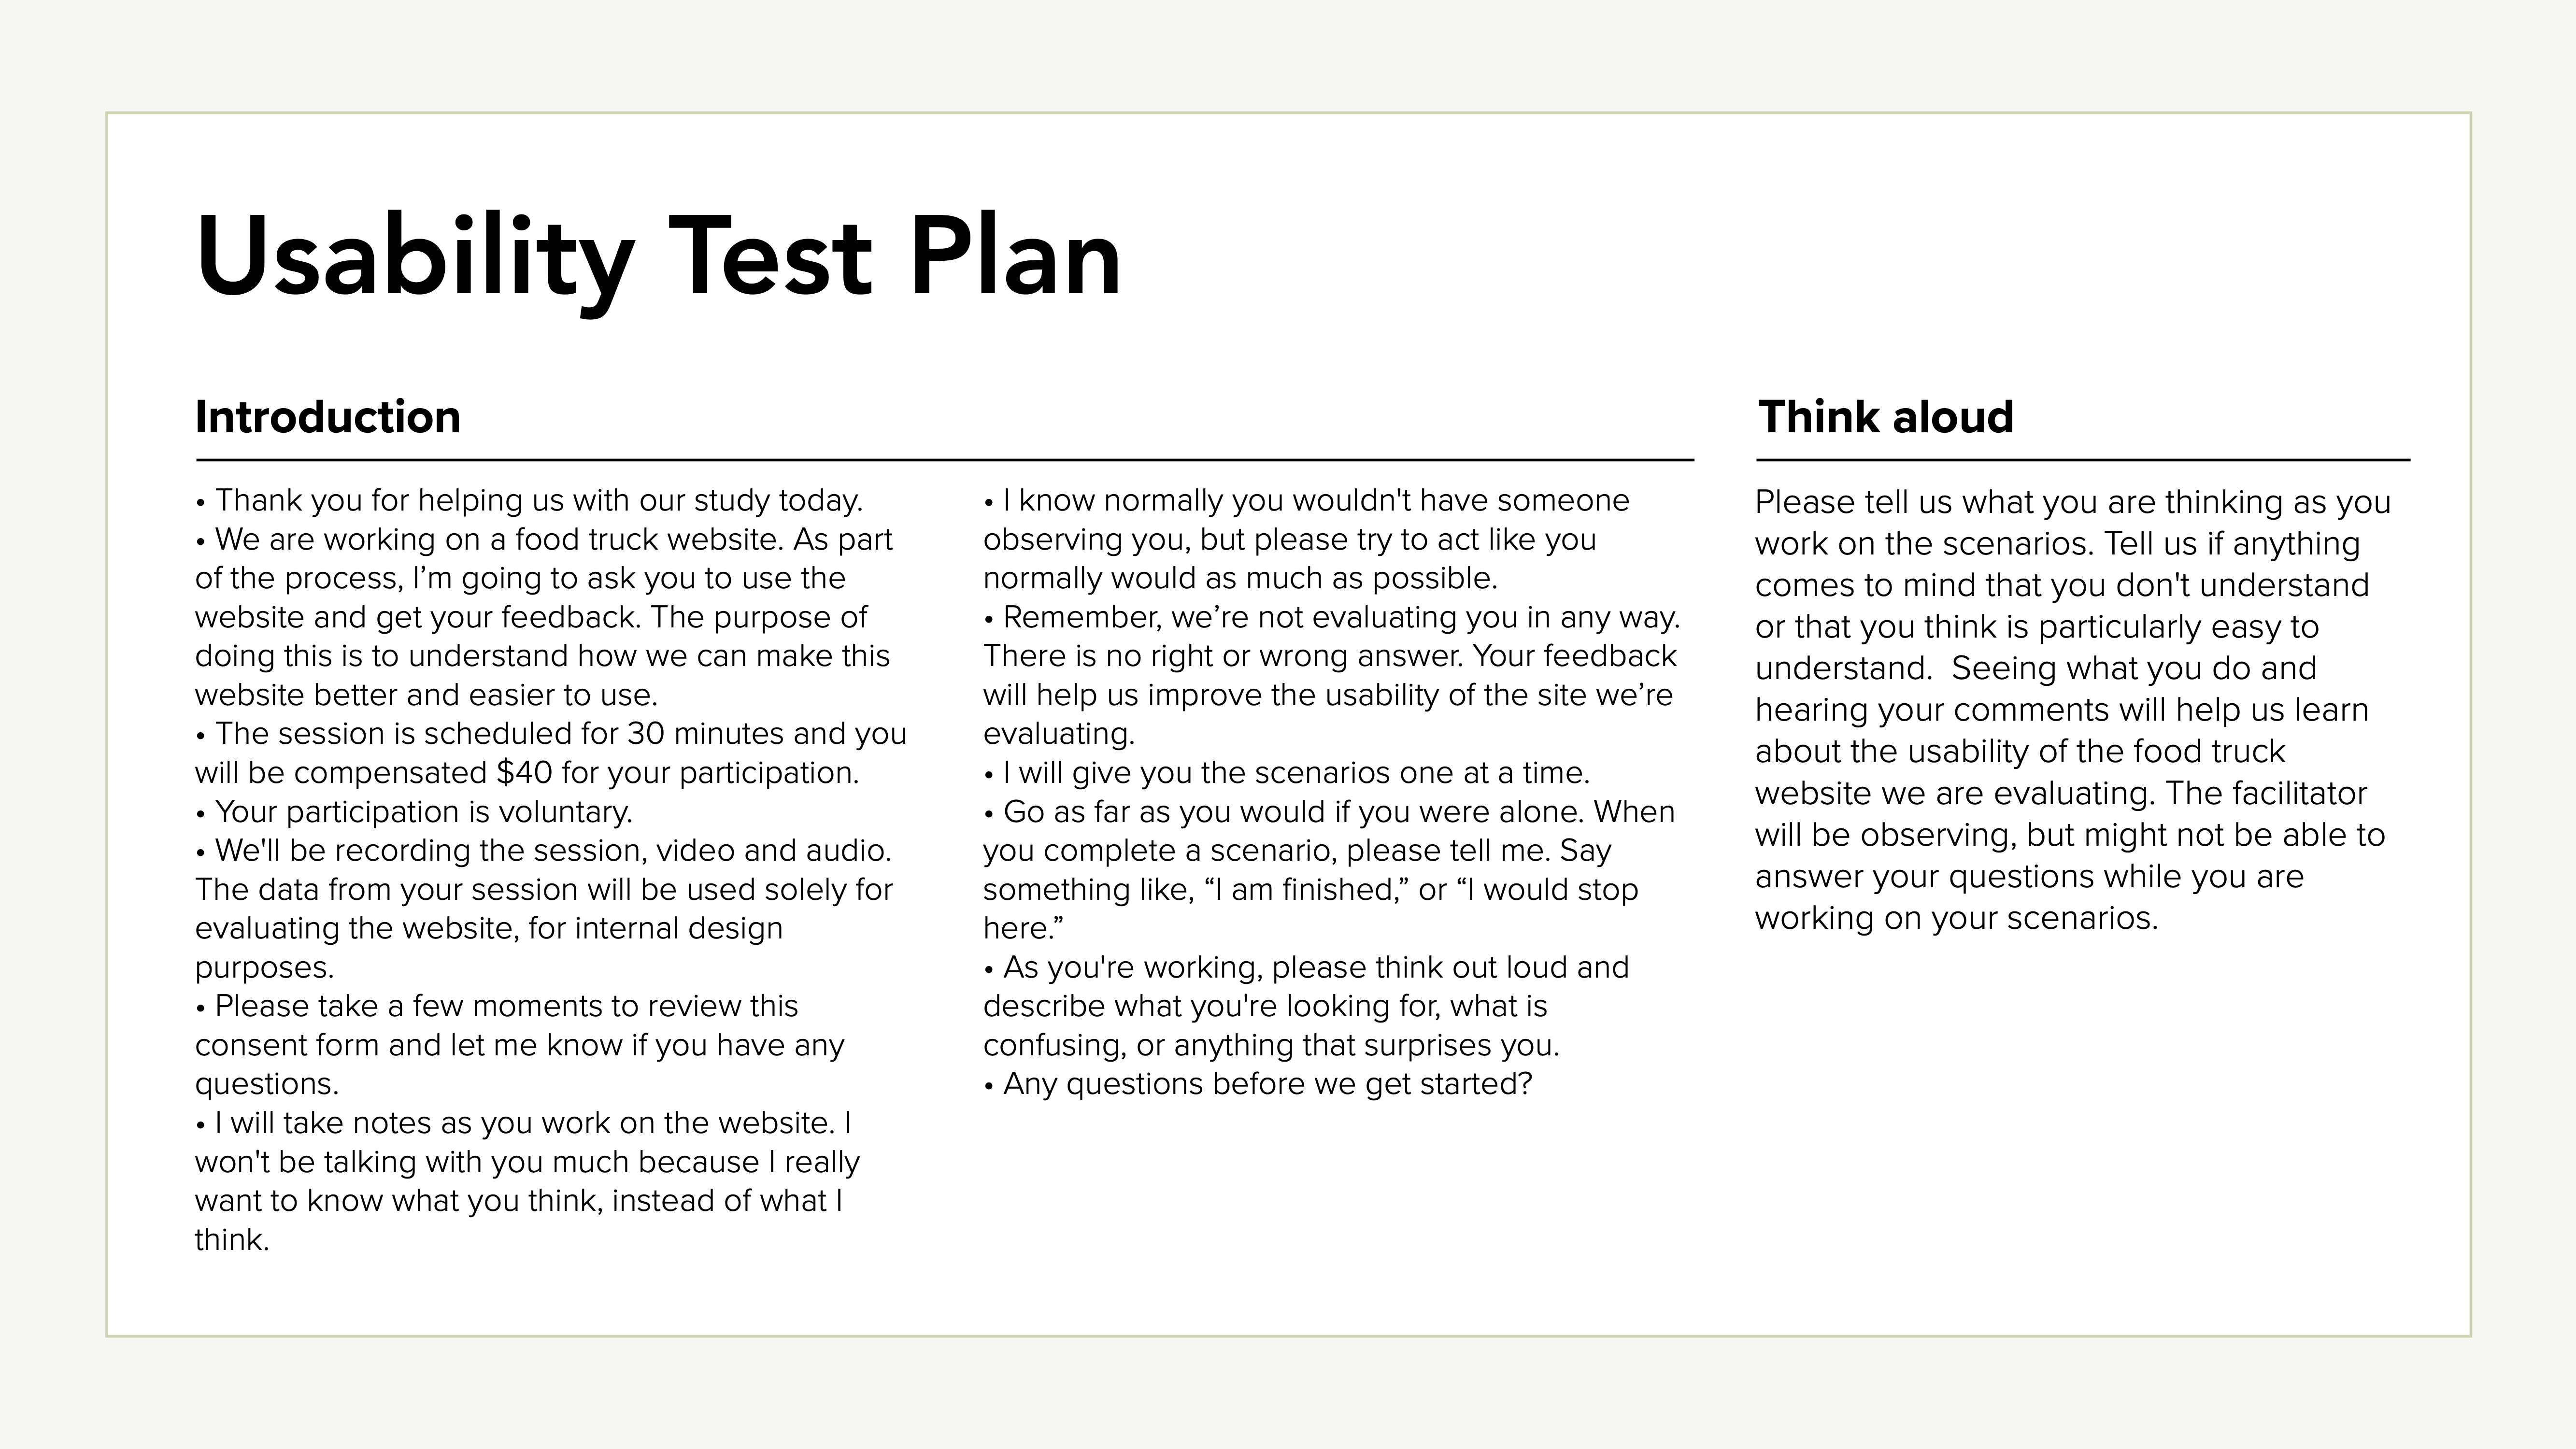 Usability Test Plan
Introduction
• Thank you for helping us with our study today.
• We are working on a food truck website. As part
of the process, I’m going to ask you to use the
website and get your feedback. The purpose of
doing this is to understand how we can make this
website better and easier to use.
• The session is scheduled for 30 minutes and you
will be compensated $40 for your participation.
• Your participation is voluntary.
• We'll be recording the session, video and audio.
The data from your session will be used solely for
evaluating the website, for internal design
purposes.
• Please take a few moments to review this
consent form and let me know if you have any
questions.
• I will take notes as you work on the website. I
won't be talking with you much because I really
want to know what you think, instead of what I
think.
• I know normally you wouldn't have someone
observing you, but please try to act like you
normally would as much as possible.
• Remember, we’re not evaluating you in any way.
There is no right or wrong answer. Your feedback
will help us improve the usability of the site we’re
evaluating.
• I will give you the scenarios one at a time.
• Go as far as you would if you were alone. When
you complete a scenario, please tell me. Say
something like, “I am finished,” or “I would stop
here.”
• As you're working, please think out loud and
describe what you're looking for, what is
confusing, or anything that surprises you.
• Any questions before we get started?
Think aloud
Please tell us what you are thinking as you
work on the scenarios. Tell us if anything
comes to mind that you don't understand
or that you think is particularly easy to
understand.  Seeing what you do and
hearing your comments will help us learn
about the usability of the food truck
website we are evaluating. The facilitator
will be observing, but might not be able to
answer your questions while you are
working on your scenarios.